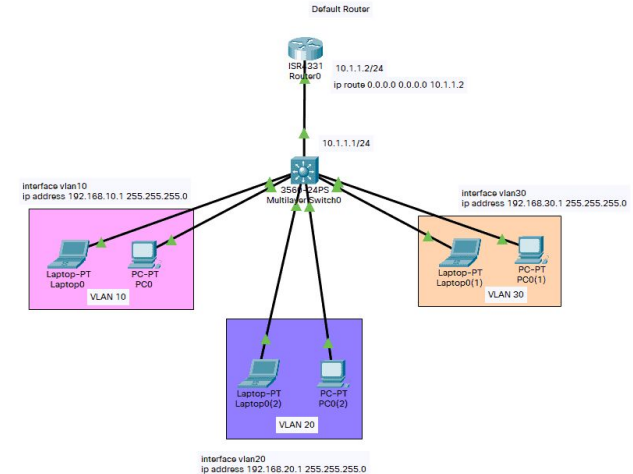 Default Router
ISR4331
Router0
10.1.1.2/24
ip route 0.0.0.0 0.0.0.0 10.1.1.2
10.1.1.1/24
3560-24PS
Multilayer Switch0
interface vlan10
ip address 192.168.10.1 255.255.255.0
interface vlan30
ip address 192.168.30.1 255.255.255.0
Laptop-PT
Laptop0
PC-PT
PC0
VLAN 10
Laptop-PT
Laptop0(1)
PC-PT
PC0(1)
VLAN 30
Laptop-PT
Laptop0(2)
PC-PT
PC0(2)
VLAN 20
interface vlan20
ip address 192.168.20.1 255.255.255.0